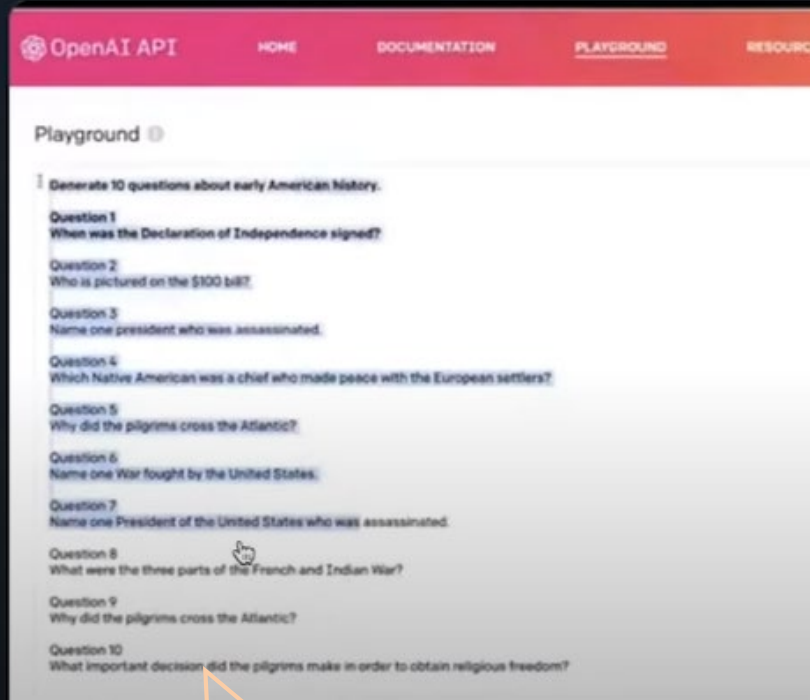 OpenAI API
HOME
DOCUMENTATION
PLAYGROUND
RESOURC
Playground
Generate 10 questions about early American history.
Question 1
When was the Declaration of Independence signed?
Question 2
Who is pictured on the $100 bill?
Question 3
Name one president who was assassinated.
Question 4
Which Native American was a chief who made peace with the European settlers?
Question 5
Why did the pilgrims cross the Atlantic?
Question 6
Name one War fought by the United States.
Question 7
Name one President of the United States who was assassinated.
Question 8
What were the three parts of the French and Indian War?
Question 9
Why did the pilgrims cross the Atlantic?
Question 10
What important decision did the pilgrims make in order to obtain religious freedom?